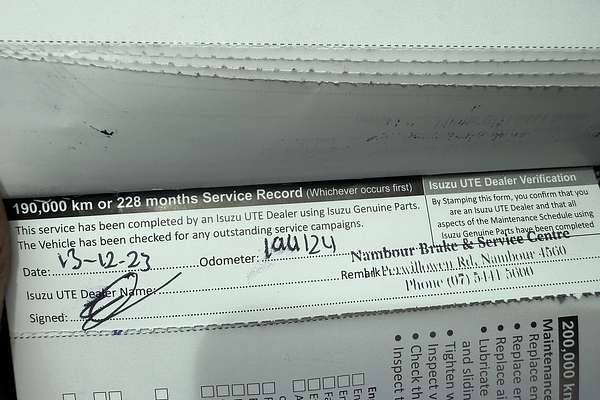 190,000 km or 228 months Service Record (Whichever occurs first)
This service has been completed by an Isuzu UTE Dealer using Isuzu Genuine Parts.
The Vehicle has been checked for any outstanding service campaigns.
Date: 13-12-23 Odometer:
Isuzu UTE Dealer Name:
Signed:
Isuzu UTE Dealer Verification
By Stamping this form, you confirm that you
are an Isuzu UTE Dealer and that all
aspects of the Maintenance Schedule using
Isuzu Genuine Parts have been completed
Nambour Brake & Service Centre
Rd, Nambour 4560
Phone (07) 5441 5600
200,000
Maintenance
• Replace
• Replace
• Replace
• Lubricate
and sliding
• Tighten
• Inspect
• Check
• Inspect